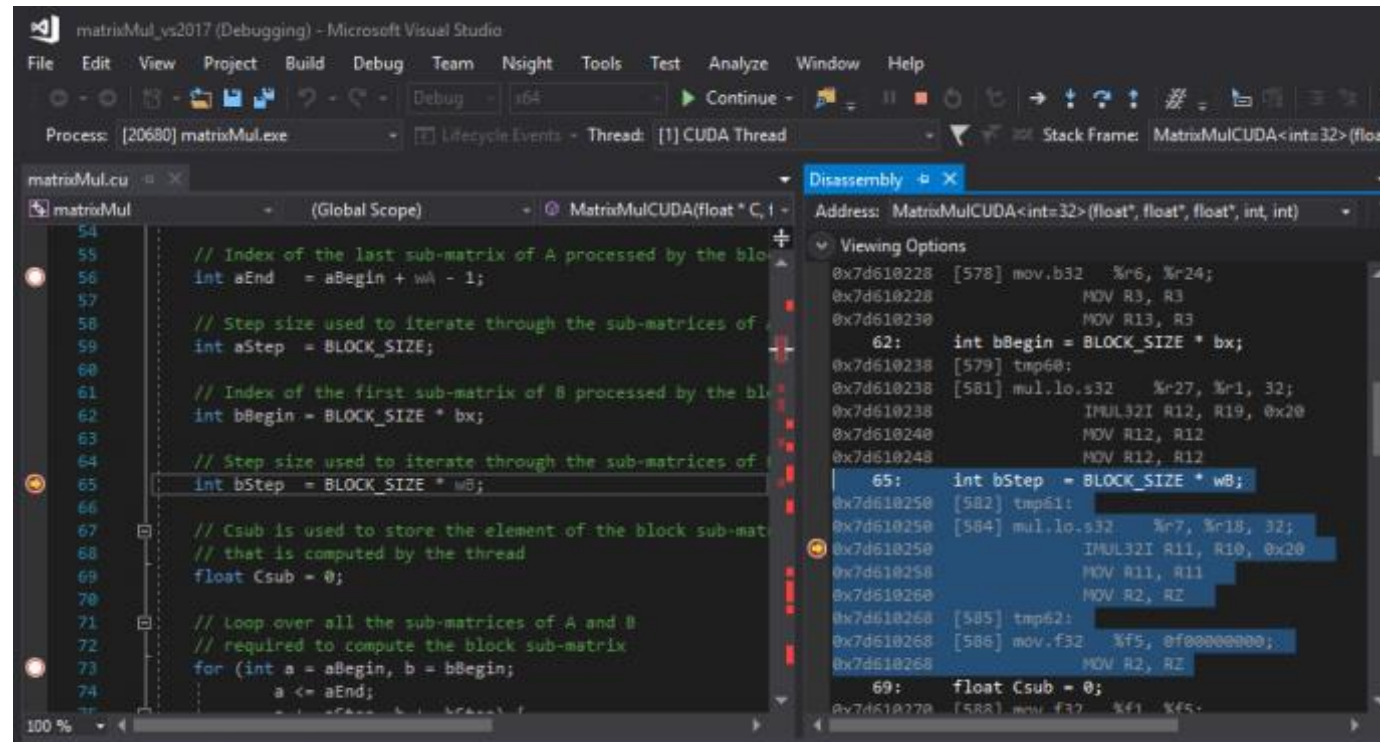 matrixMul_vs2017 (Debugging) - Microsoft Visual Studio
File Edit View Project Build Debug Team Nsight Tools Test Analyze Window Help
Debug x64 Continue
Process: [20680] matrixMul.exe Lifecycle Events Thread: [1] CUDA Thread Stack Frame: MatrixMulCUDA<int=32>(floa
matrixMul.cu
matrixMul (Global Scope) MatrixMulCUDA(float * C, f
54
55 // Index of the last sub-matrix of A processed by the blo
56 int aEnd = aBegin + wA - 1;
57
58 // Step size used to iterate through the sub-matrices of A
59 int aStep = BLOCK_SIZE;
60
61 // Index of the first sub-matrix of B processed by the blo
62 int bBegin = BLOCK_SIZE * bx;
63
64 // Step size used to iterate through the sub-matrices of
65 int bStep = BLOCK_SIZE * wB;
66
67 // Csub is used to store the element of the block sub-mat
68 // that is computed by the thread
69 float Csub = 0;
70
71 // Loop over all the sub-matrices of A and B
72 // required to compute the block sub-matrix
73 for (int a = aBegin, b = bBegin;
74 a <= aEnd;
100 %
Disassembly
Address: MatrixMulCUDA<int=32>(float*, float*, float*, int, int)
Viewing Options
0x7d610228 [578] mov.b32 %r6, %r24;
0x7d610228 MOV R3, R3
0x7d610230 MOV R13, R3
62: int bBegin = BLOCK_SIZE * bx;
0x7d610238 [579] tmp60:
0x7d610238 [581] mul.lo.s32 %r27, %r1, 32;
0x7d610238 IMUL32I R12, R19, 0x20
0x7d610240 MOV R12, R12
0x7d610248 MOV R12, R12
65: int bStep = BLOCK_SIZE * wB;
0x7d610250 [582] tmp61:
0x7d610250 [584] mul.lo.s32 %r7, %r18, 32;
0x7d610250 IMUL32I R11, R10, 0x20
0x7d610258 MOV R11, R11
0x7d610260 MOV R2, RZ
0x7d610268 [585] tmp62:
0x7d610268 [586] mov.f32 %f5, 0f00000000;
0x7d610268 MOV R2, RZ
69: float Csub = 0;
0x7d610270 [588] mov.f32 %f1, %f5;